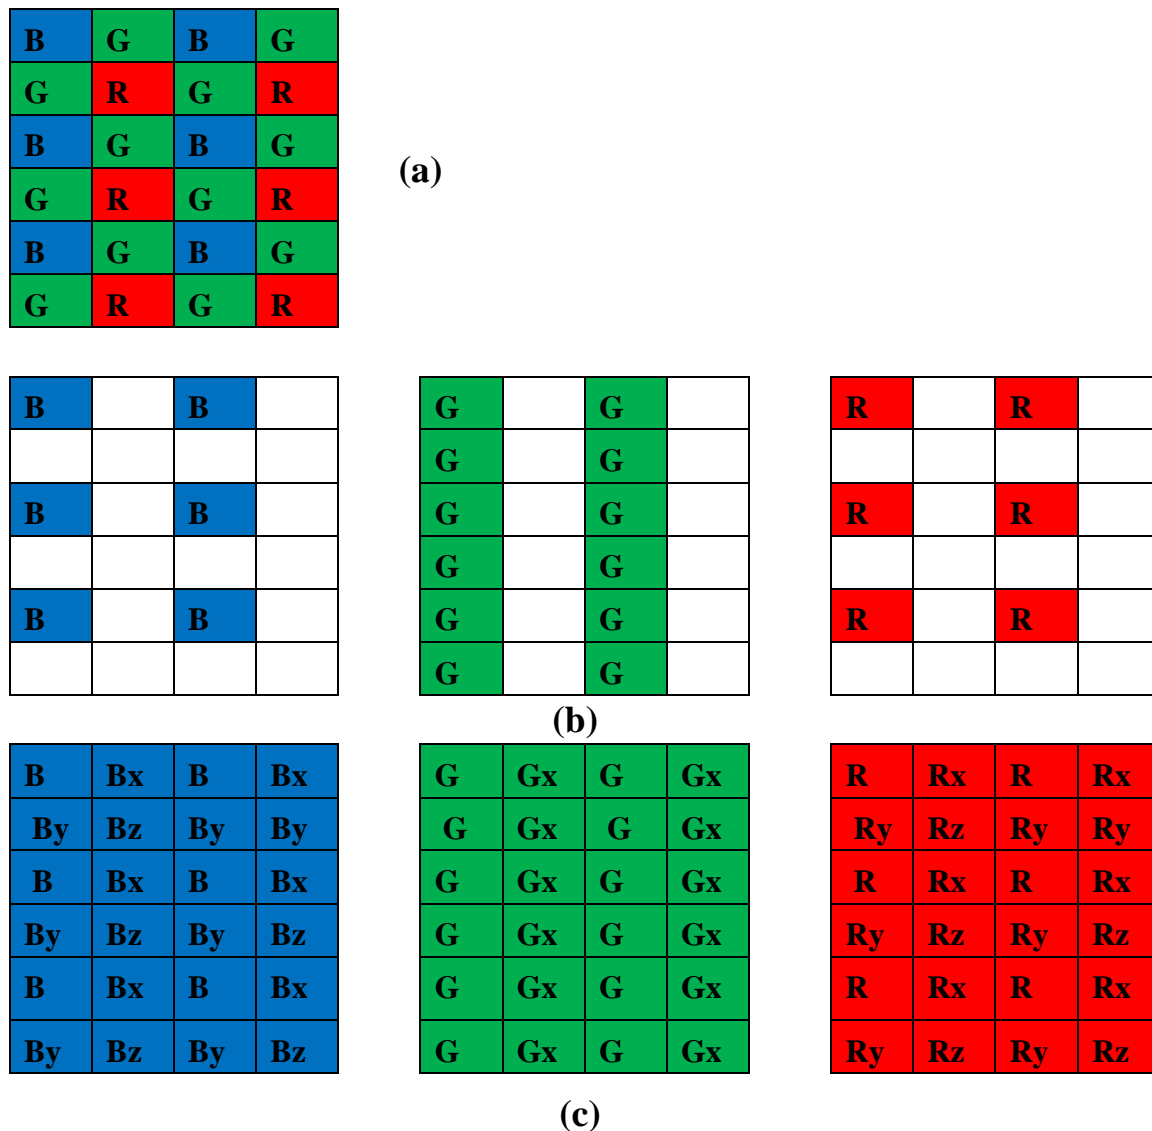 B G B G
G R G R
B G B G
(a)
G R G R
B G B G
G R G R
B B G G R R
G G
B B G G R R
G G
B B G G R R
G G
(b)
B Bx B Bx G Gx G Gx R Rx R Rx
By Bz By By G Gx G Gx Ry Rz Ry Ry
B Bx B Bx G Gx G Gx R Rx R Rx
By Bz By Bz G Gx G Gx Ry Rz Ry Rz
B Bx B Bx G Gx G Gx R Rx R Rx
By Bz By Bz G Gx G Gx Ry Rz Ry Rz
(c)